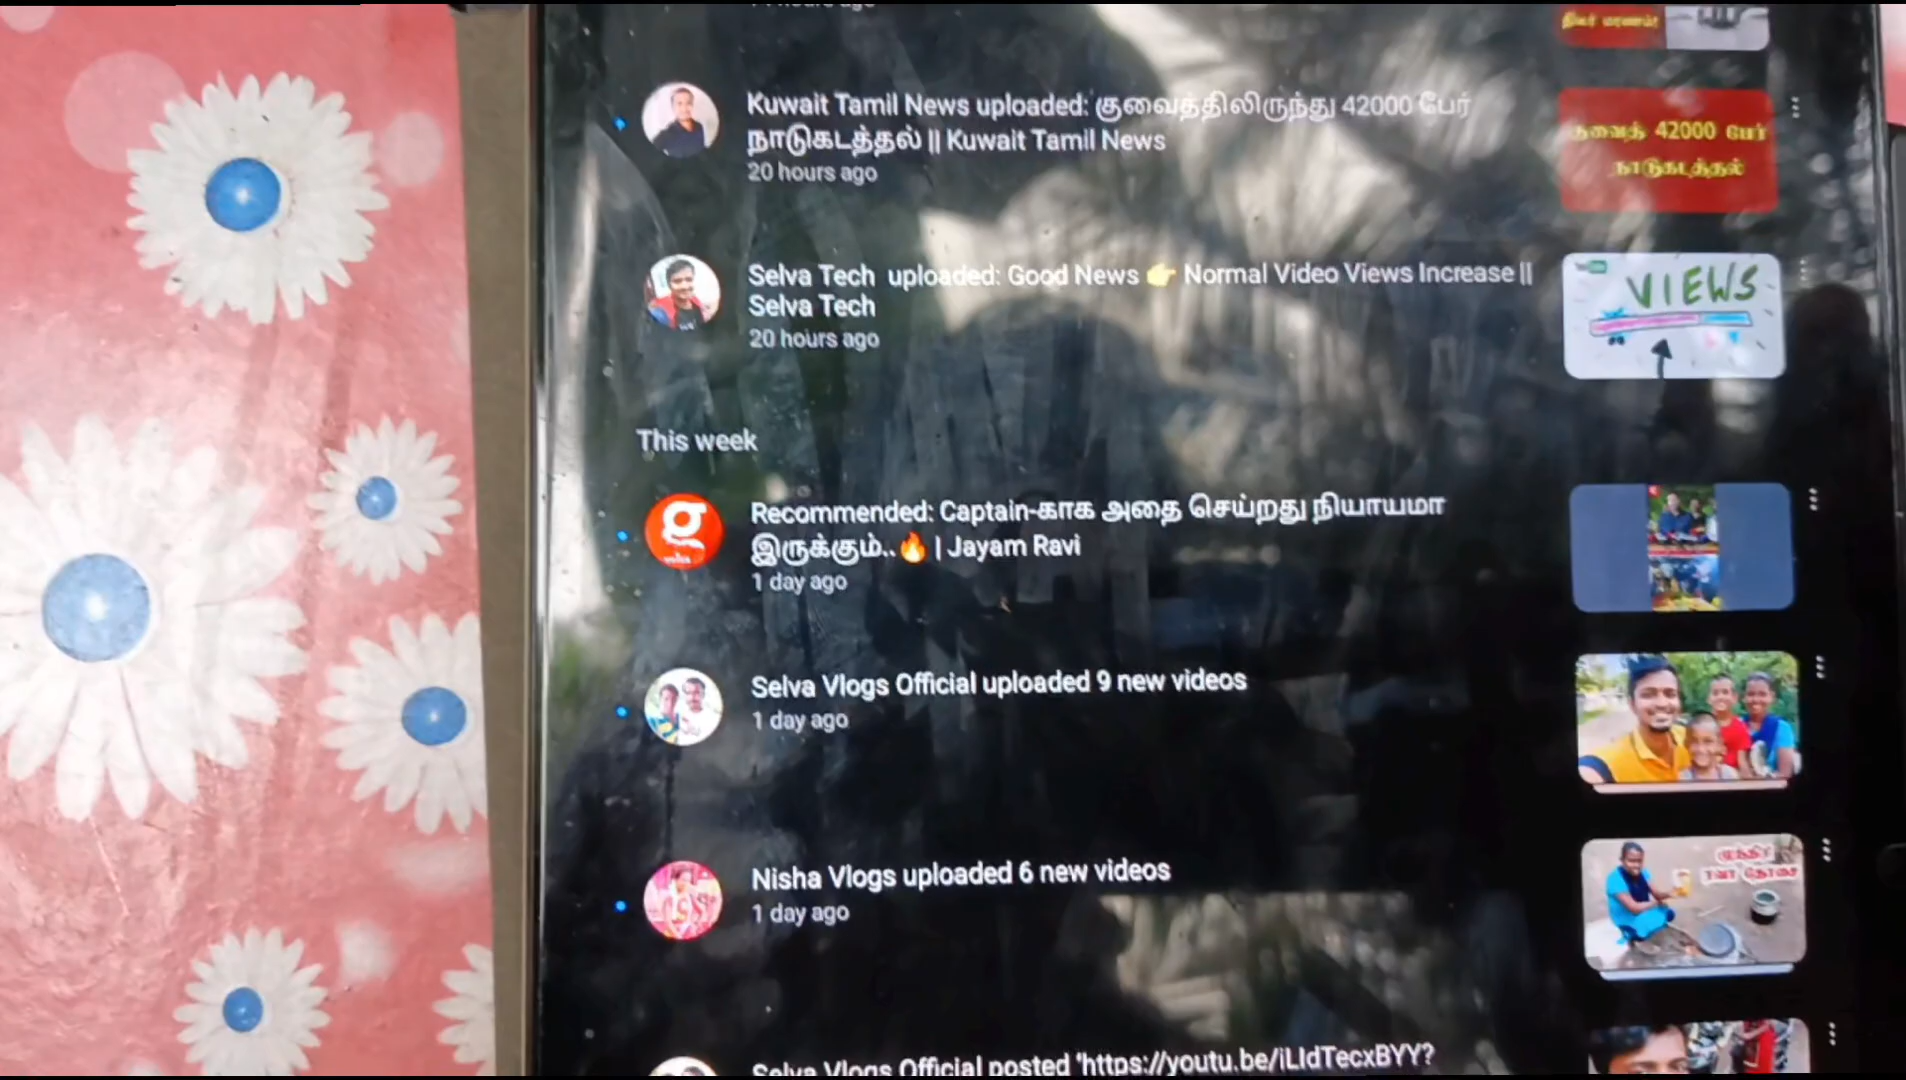 Kuwait Tamil News uploaded: குவைத்திலிருந்து 42000 பேர்
நாடுகடத்தல் || Kuwait Tamil News
20 hours ago
குவைத் 42000 பேர்
நாடுகடத்தல்
Selva Tech uploaded: Good News 👉 Normal Video Views Increase ||
Selva Tech
20 hours ago
VIEWS
This week
Recommended: Captain-காக அதை செய்றது நியாயமா
இருக்கும்..🔥 | Jayam Ravi
1 day ago
Selva Vlogs Official uploaded 9 new videos
1 day ago
Nisha Vlogs uploaded 6 new videos
1 day ago
ரவா தோசை
Selva Vlogs Official posted "https://youtu.be/iLIdTecxBYY?